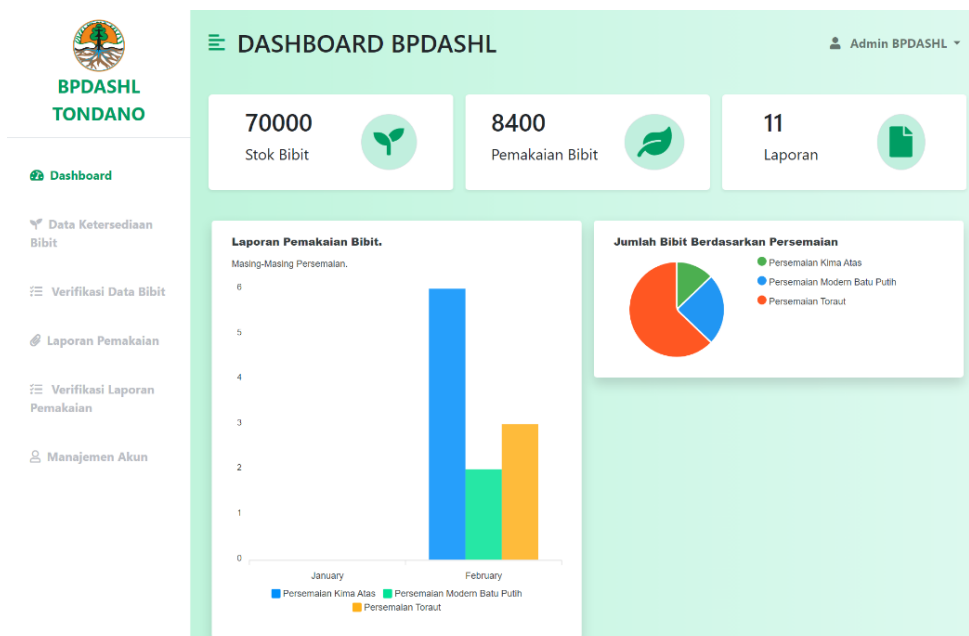 BPDASHL
TONDANO
Dashboard
Data Ketersediaan
Bibit
Verifikasi Data Bibit
Laporan Pemakaian
Verifikasi Laporan
Pemakaian
Manajemen Akun
DASHBOARD BPDASHL
Admin BPDASHL
70000
Stok Bibit
8400
Pemakaian Bibit
11
Laporan
Laporan Pemakaian Bibit.
Masing-Masing Persemaian.
6
5
4
3
2
1
0
January
February
Persemaian Kima Atas
Persemaian Modern Batu Putih
Persemaian Toraut
Jumlah Bibit Berdasarkan Persemaian
Persemaian Kima Atas
Persemaian Modern Batu Putih
Persemaian Toraut